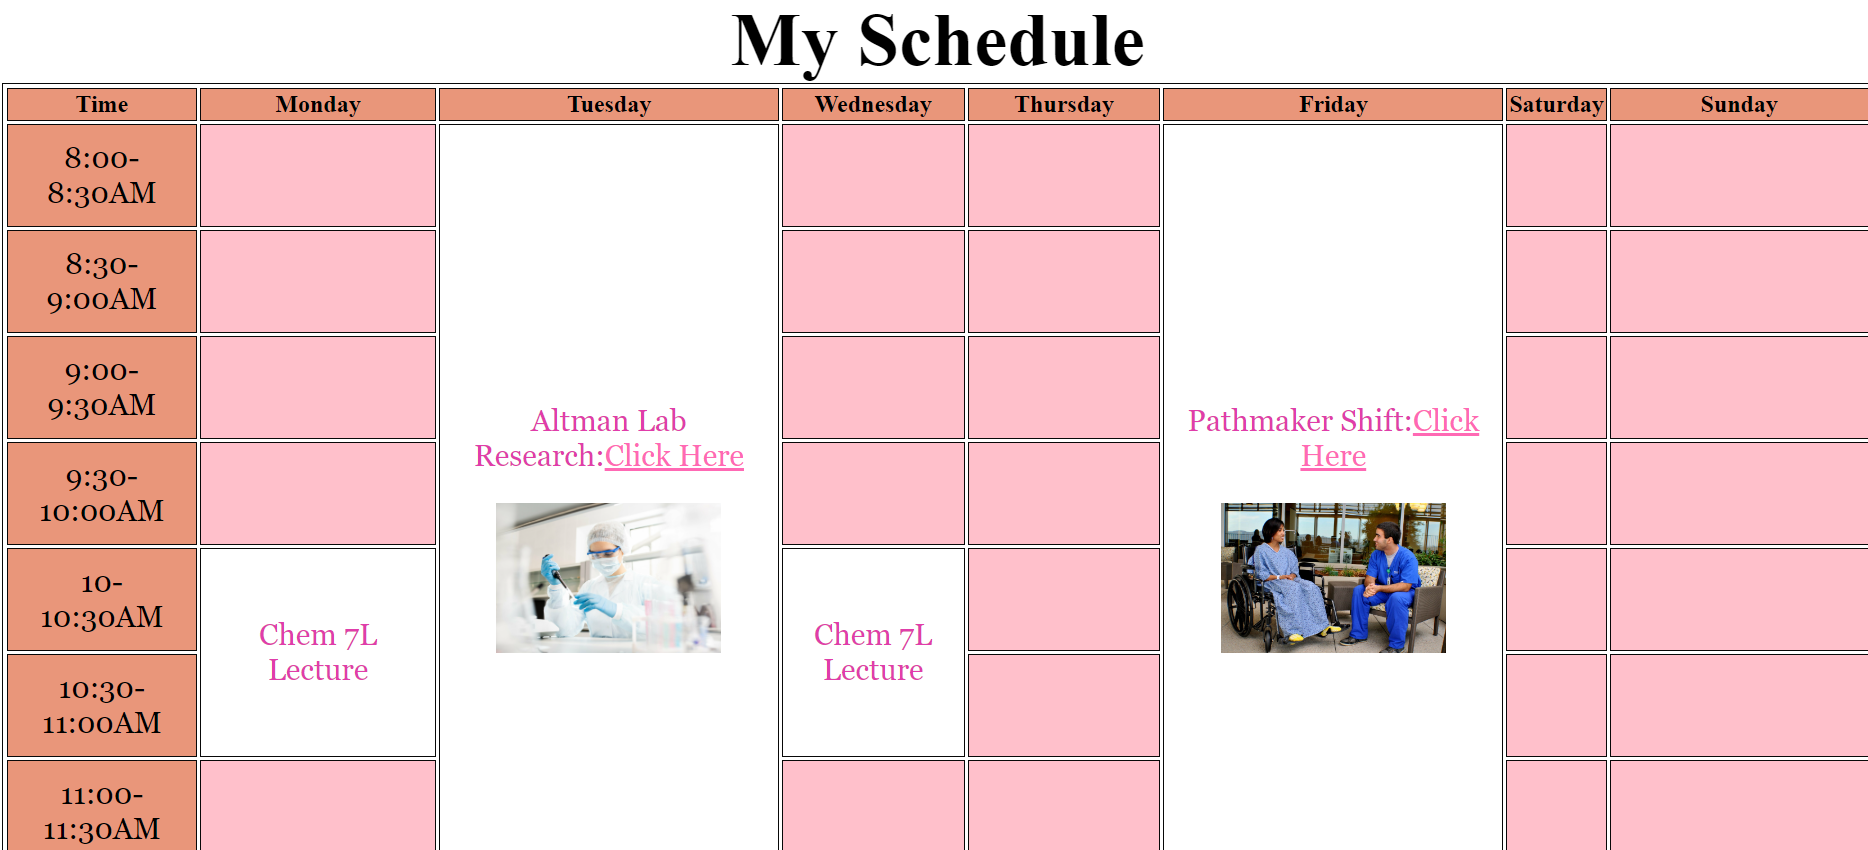 My Schedule
Time Monday Tuesday Wednesday Thursday Friday Saturday Sunday
8:00-
8:30AM
8:30-
9:00AM
9:00-
9:30AM
Altman Lab
Research:Click Here
Pathmaker Shift:Click
Here
9:30-
10:00AM
10-
10:30AM
Chem 7L
Lecture
Chem 7L
Lecture
10:30-
11:00AM
11:00-
11:30AM